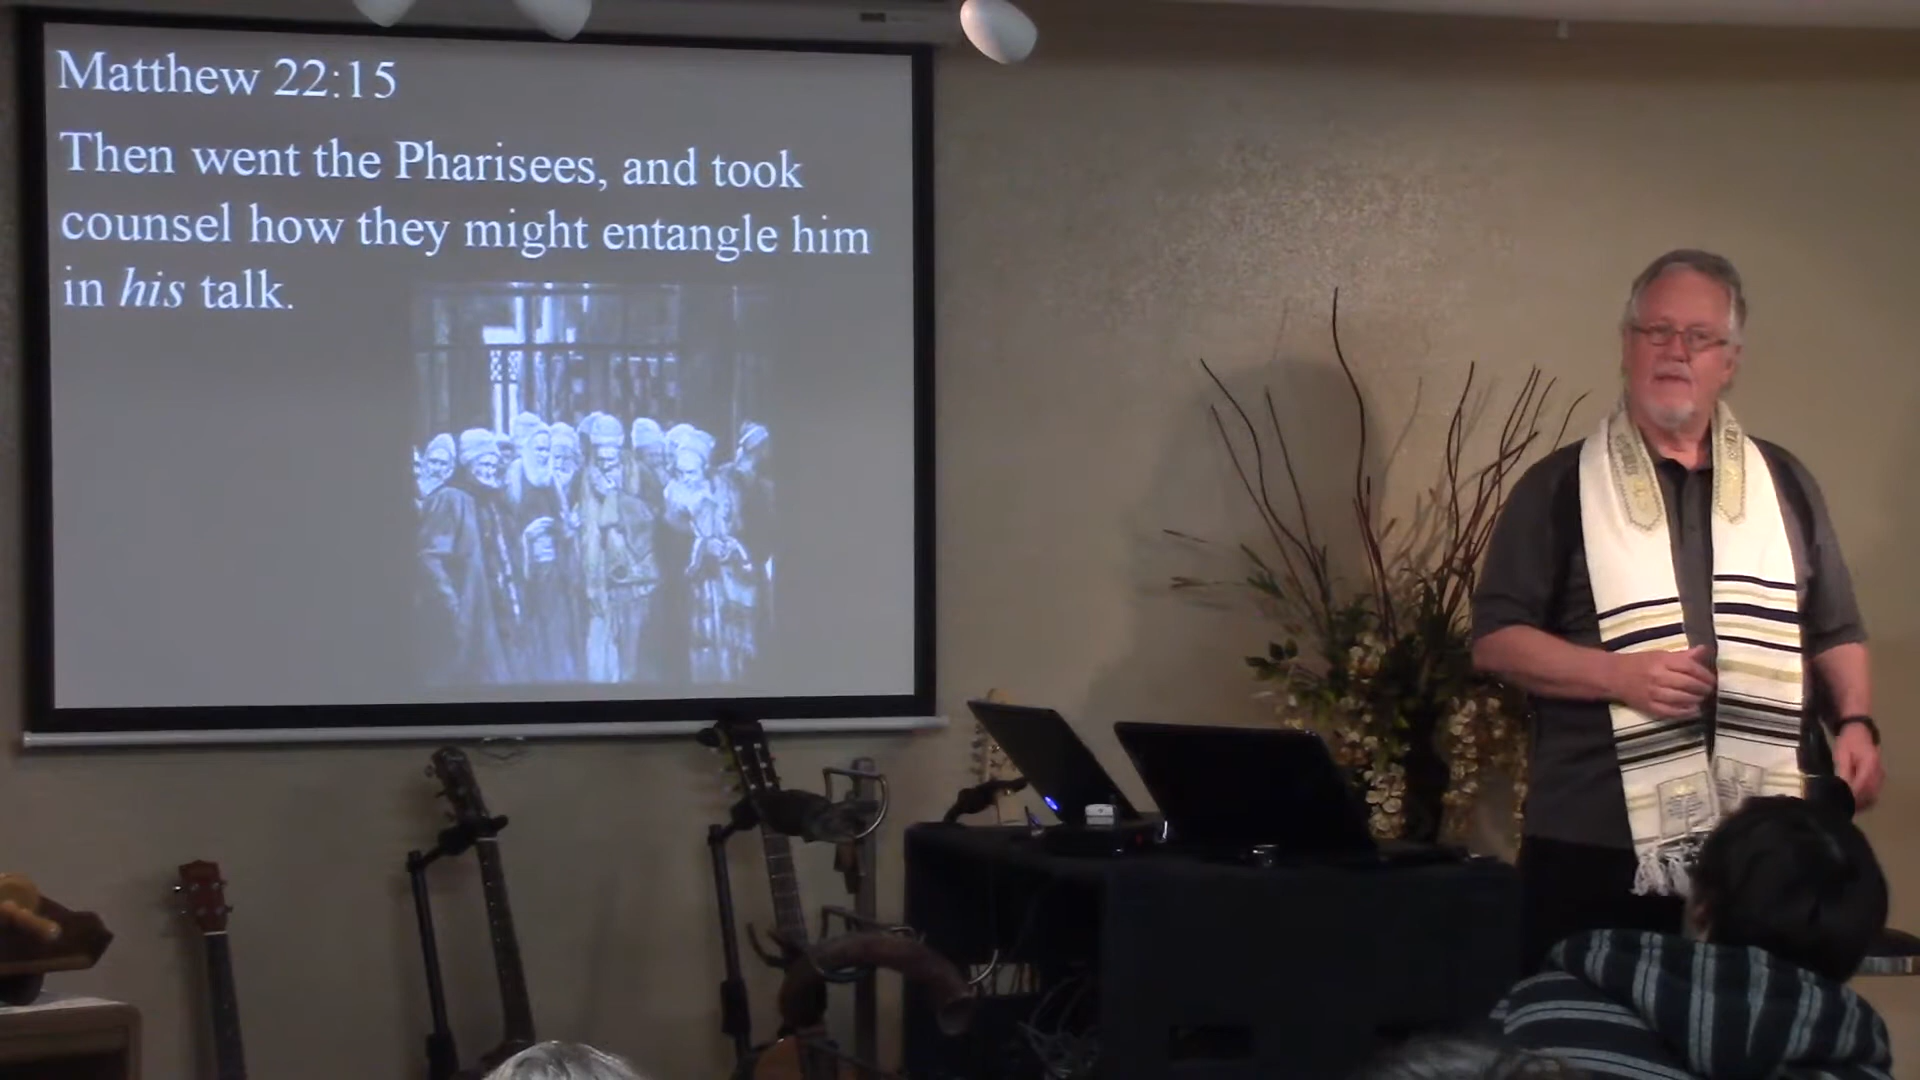 Matthew 22:15
Then went the Pharisees, and took
counsel how they might entangle him
in his talk.